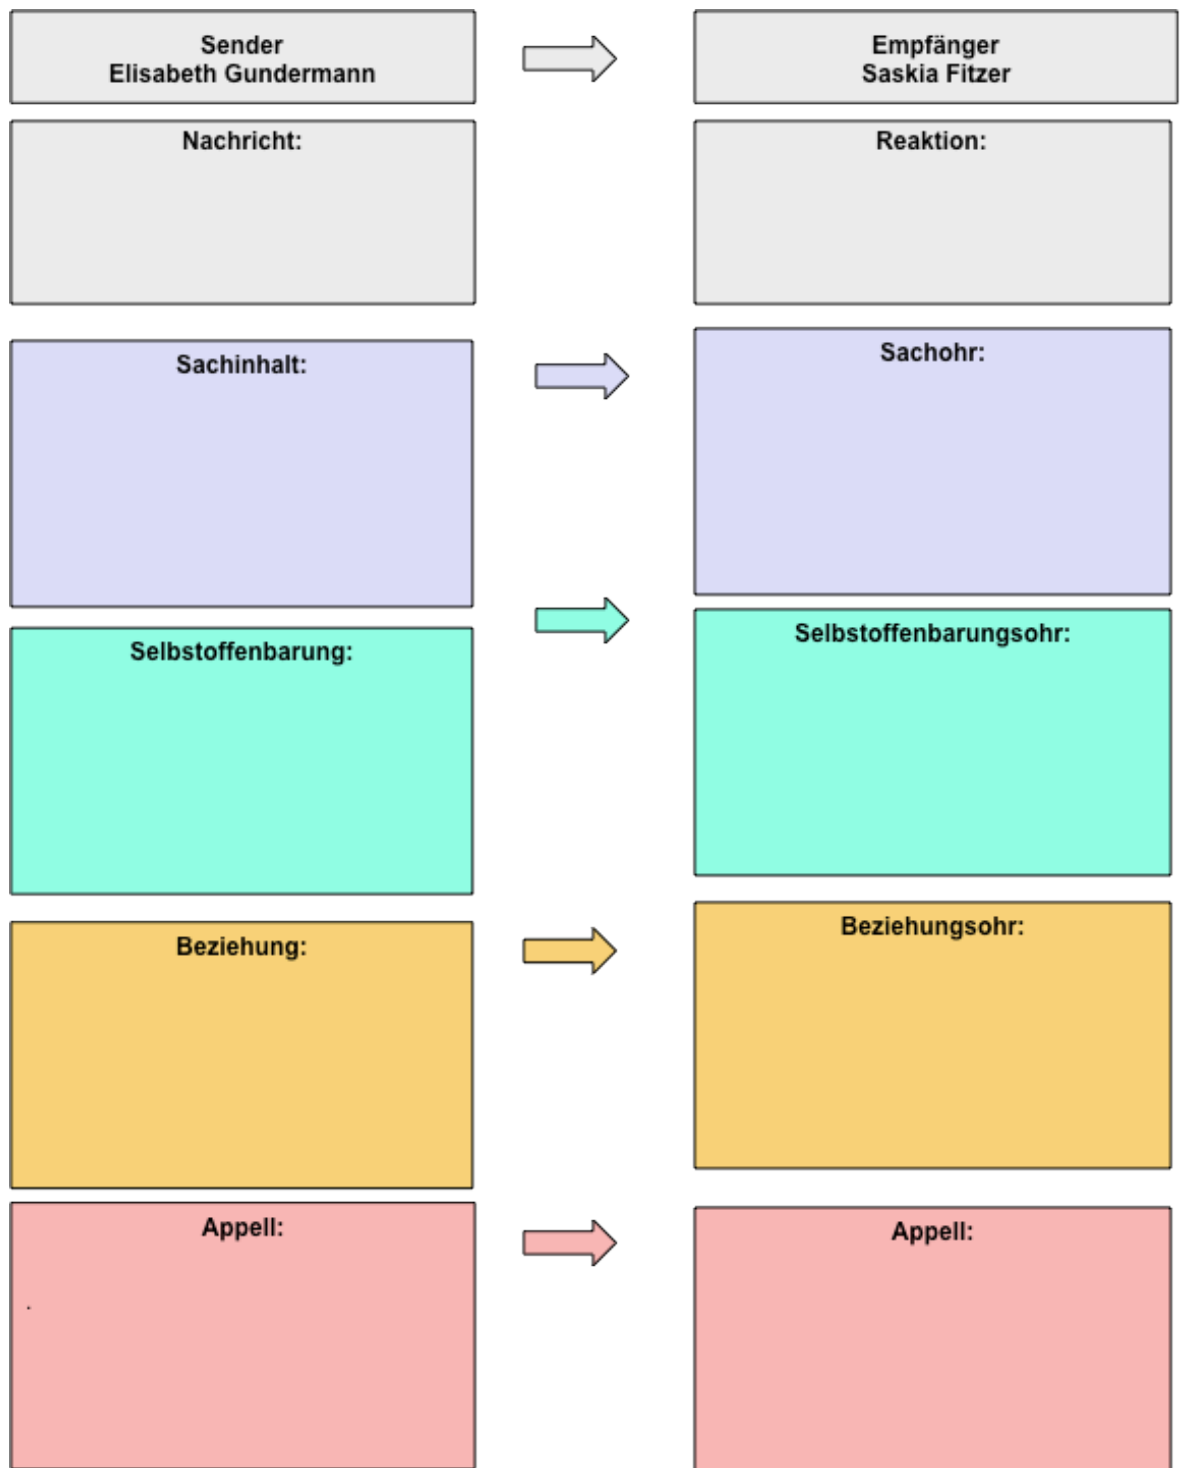 Sender
Elisabeth Gundermann
Empfänger
Saskia Fitzer
Nachricht:
Reaktion:
Sachinhalt:
Sachohr:
Selbstoffenbarung:
Selbstoffenbarungsohr:
Beziehung:
Beziehungsohr:
Appell:
Appell:
.